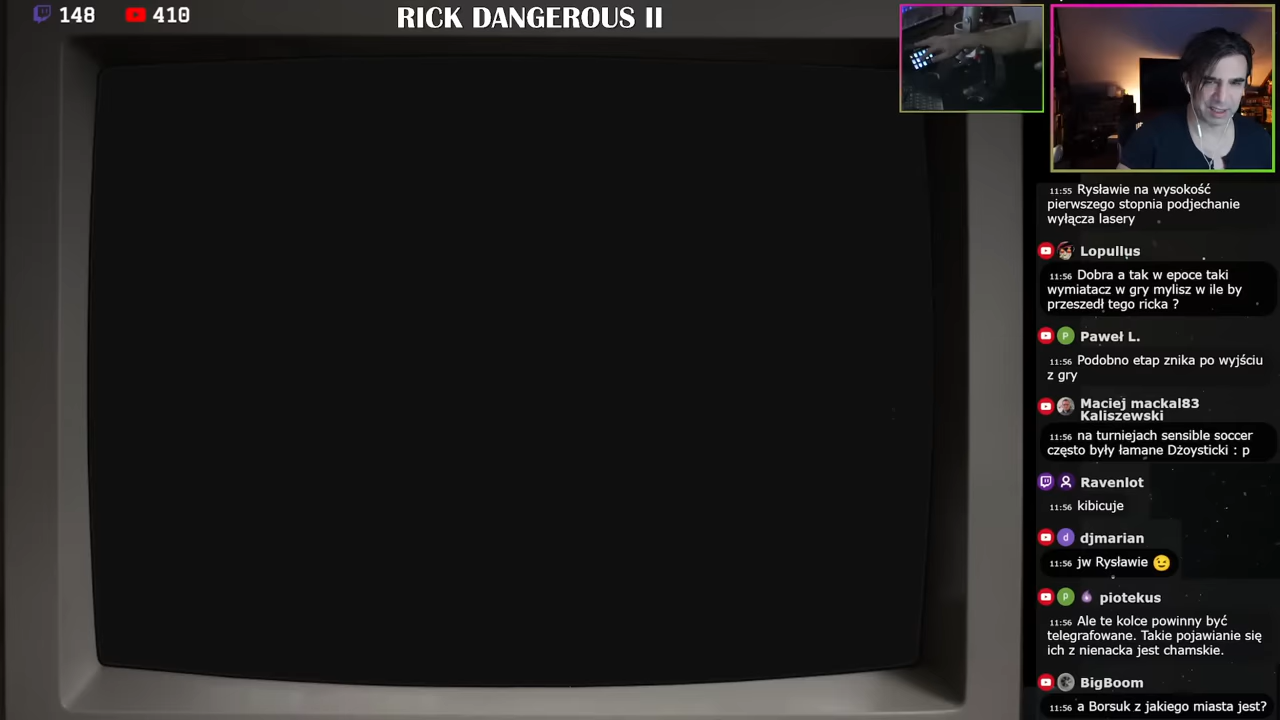 148
410
RICK DANGEROUS II
11:55 Rysławie na wysokość
pierwszego stopnia podjechanie
wyłącza lasery
Lopullus
11:56 Dobra a tak w epoce taki
wymiatacz w gry mylisz w ile by
przeszedł tego ricka ?
P Paweł L.
11:56 Podobno etap znika po wyjściu
z gry
Maciej mackal83
Kaliszewski
11:56 na turniejach sensible soccer
często były łamane Dżoysticki : p
Ravenlot
11:56 kibicuje
d djmarian
11:56 jw Rysławie 😉
p piotekus
11:56 Ale te kolce powinny być
telegrafowane. Takie pojawianie się
ich z nienacka jest chamskie.
BigBoom
11:56 a Borsuk z jakiego miasta jest?